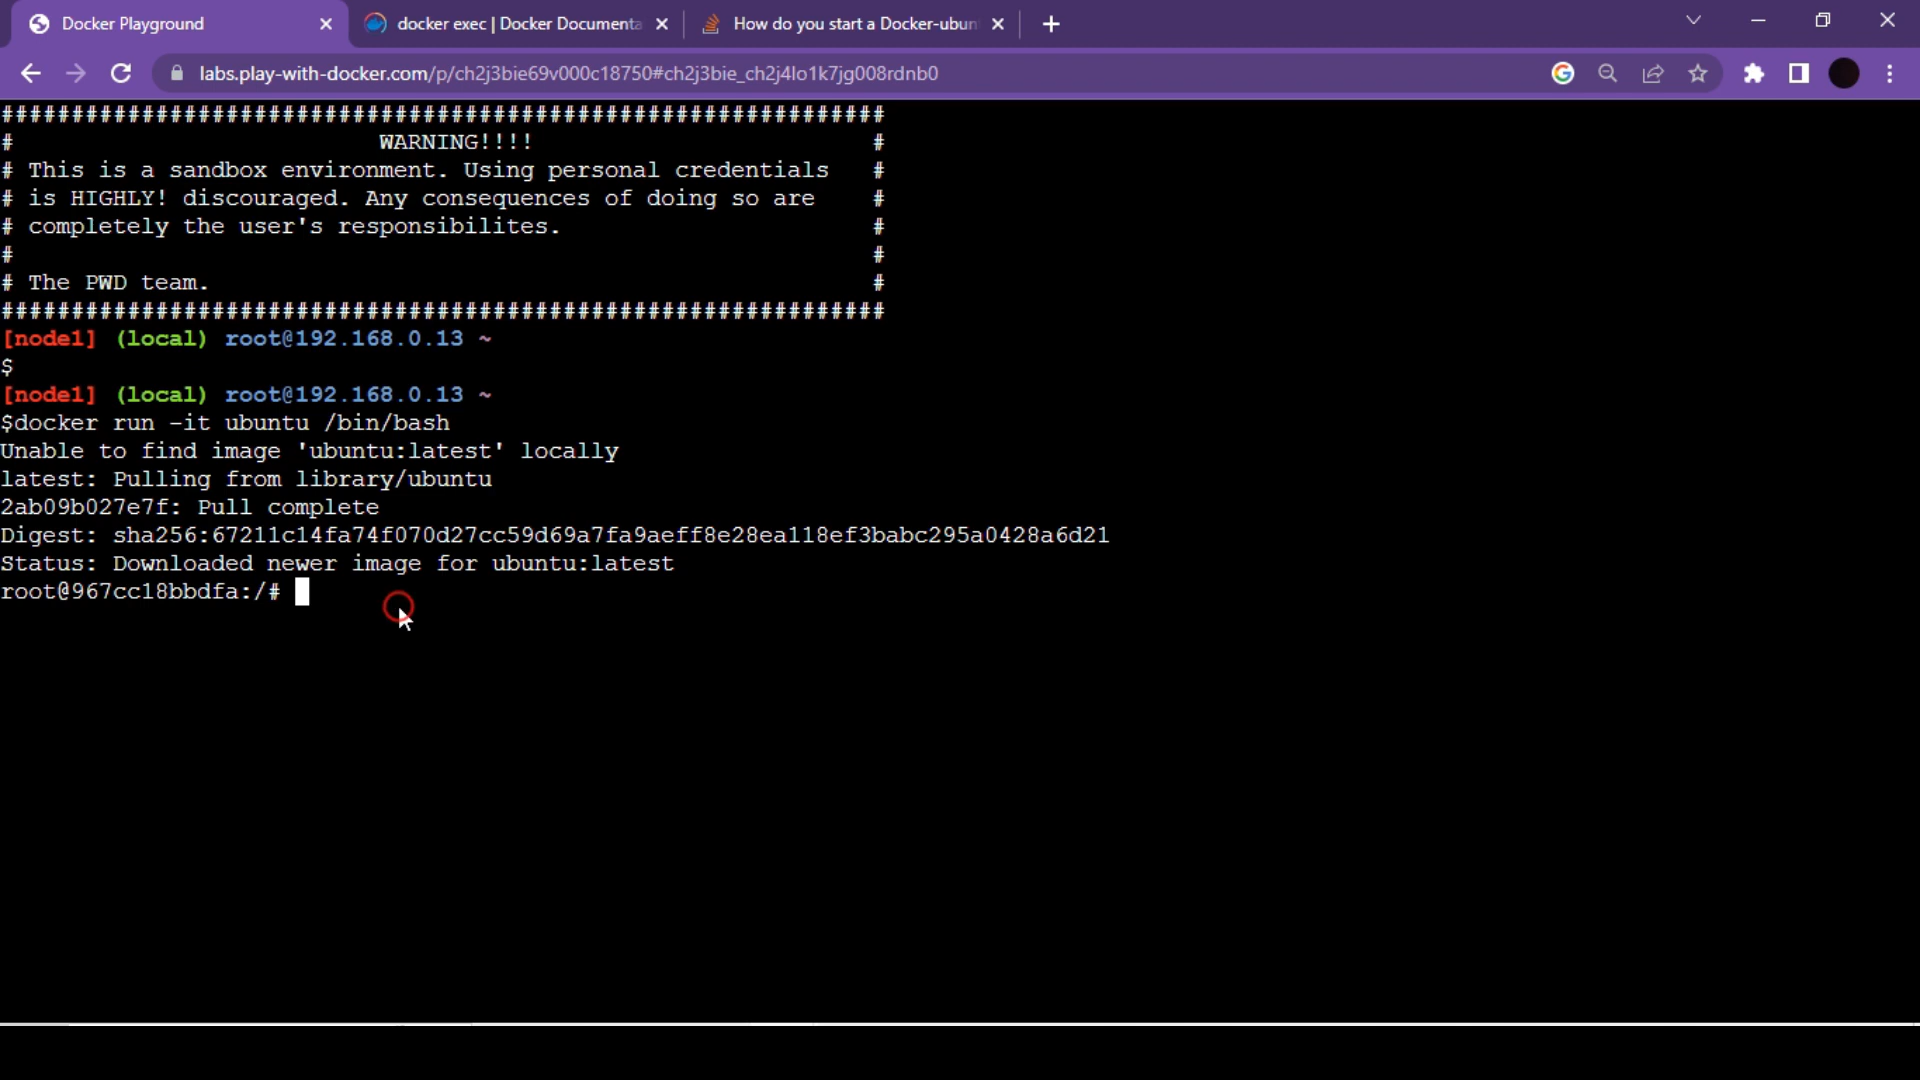 Docker Playground
docker exec | Docker Documenta
How do you start a Docker-ubun
labs.play-with-docker.com/p/ch2j3bie69v000c18750#ch2j3bie_ch2j4lo1k7jg008rdnb0
###############################################################
# WARNING!!!! #
# This is a sandbox environment. Using personal credentials #
# is HIGHLY! discouraged. Any consequences of doing so are #
# completely the user's responsibilites. #
# #
# The PWD team. #
###############################################################
[node1] (local) root@192.168.0.13 ~
$
[node1] (local) root@192.168.0.13 ~
$docker run -it ubuntu /bin/bash
Unable to find image 'ubuntu:latest' locally
latest: Pulling from library/ubuntu
2ab09b027e7f: Pull complete
Digest: sha256:67211c14fa74f070d27cc59d69a7fa9aeff8e28ea118ef3babc295a0428a6d21
Status: Downloaded newer image for ubuntu:latest
root@967cc18bbdfa:/#